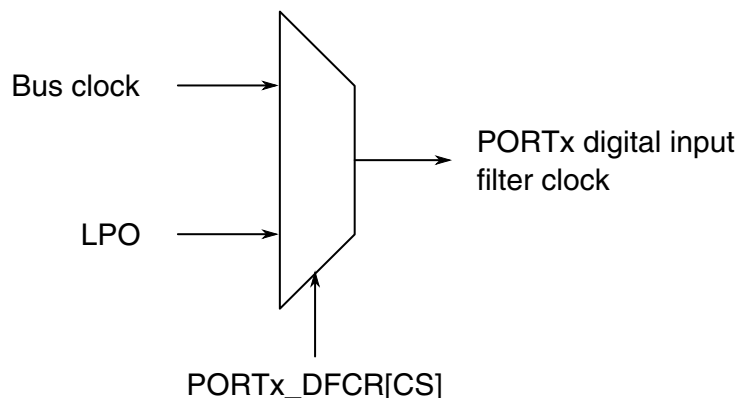 Bus clock
PORTx digital input
filter clock
LPO
PORTx_DFCR[CS]